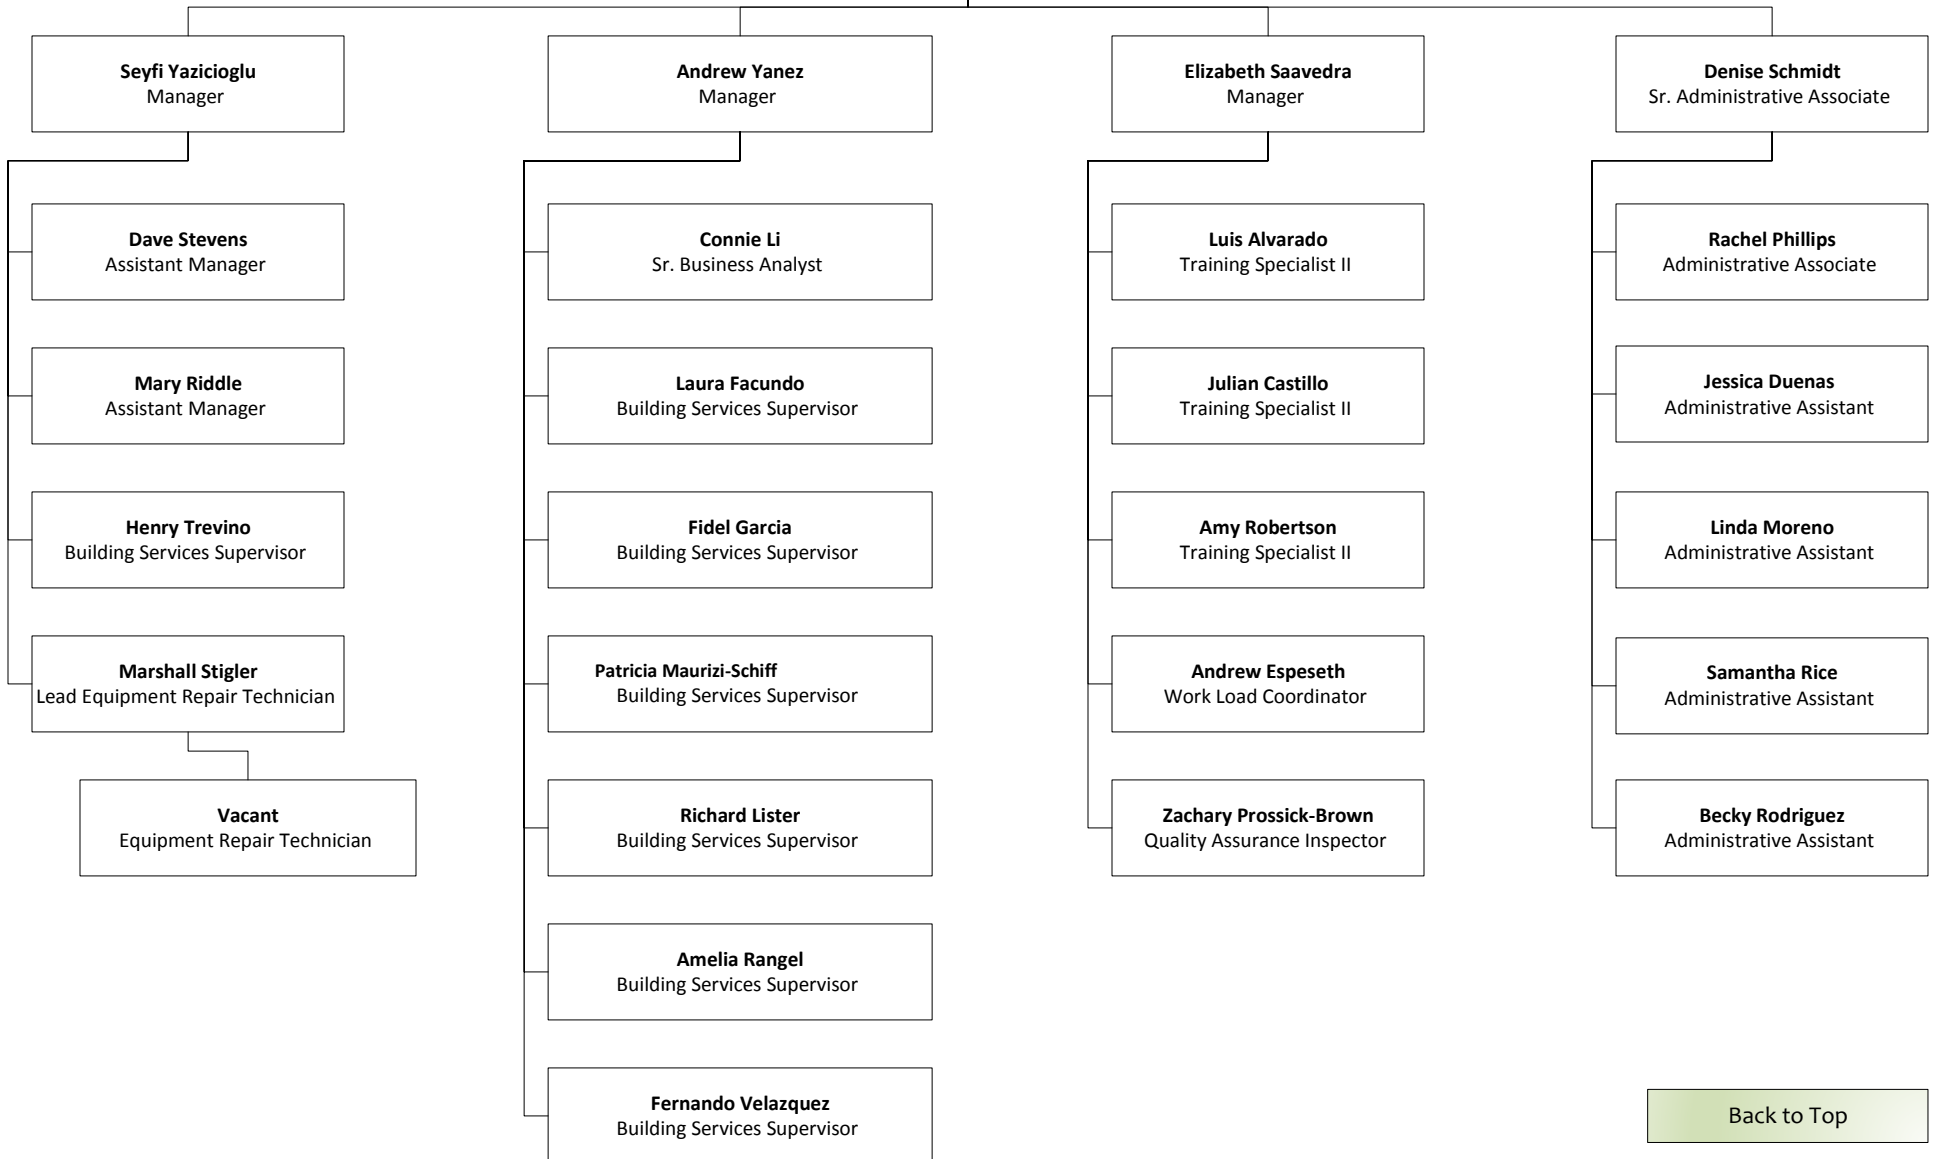 Seyfi Yazicioglu
Manager
Andrew Yanez
Manager
Elizabeth Saavedra
Manager
Denise Schmidt
Sr. Administrative Associate
Dave Stevens
Assistant Manager
Connie Li
Sr. Business Analyst
Luis Alvarado
Training Specialist II
Rachel Phillips
Administrative Associate
Mary Riddle
Assistant Manager
Laura Facundo
Building Services Supervisor
Julian Castillo
Training Specialist II
Jessica Duenas
Administrative Assistant
Henry Trevino
Building Services Supervisor
Fidel Garcia
Building Services Supervisor
Amy Robertson
Training Specialist II
Linda Moreno
Administrative Assistant
Marshall Stigler
Lead Equipment Repair Technician
Patricia Maurizi-Schiff
Building Services Supervisor
Andrew Espeseth
Work Load Coordinator
Samantha Rice
Administrative Assistant
Vacant
Equipment Repair Technician
Richard Lister
Building Services Supervisor
Zachary Prossick-Brown
Quality Assurance Inspector
Becky Rodriguez
Administrative Assistant
Amelia Rangel
Building Services Supervisor
Fernando Velazquez
Building Services Supervisor
Back to Top